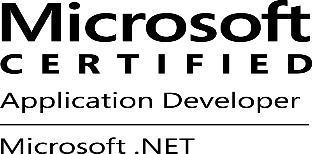 Microsoft
CERTIFIED
Application Developer
Microsoft .NET